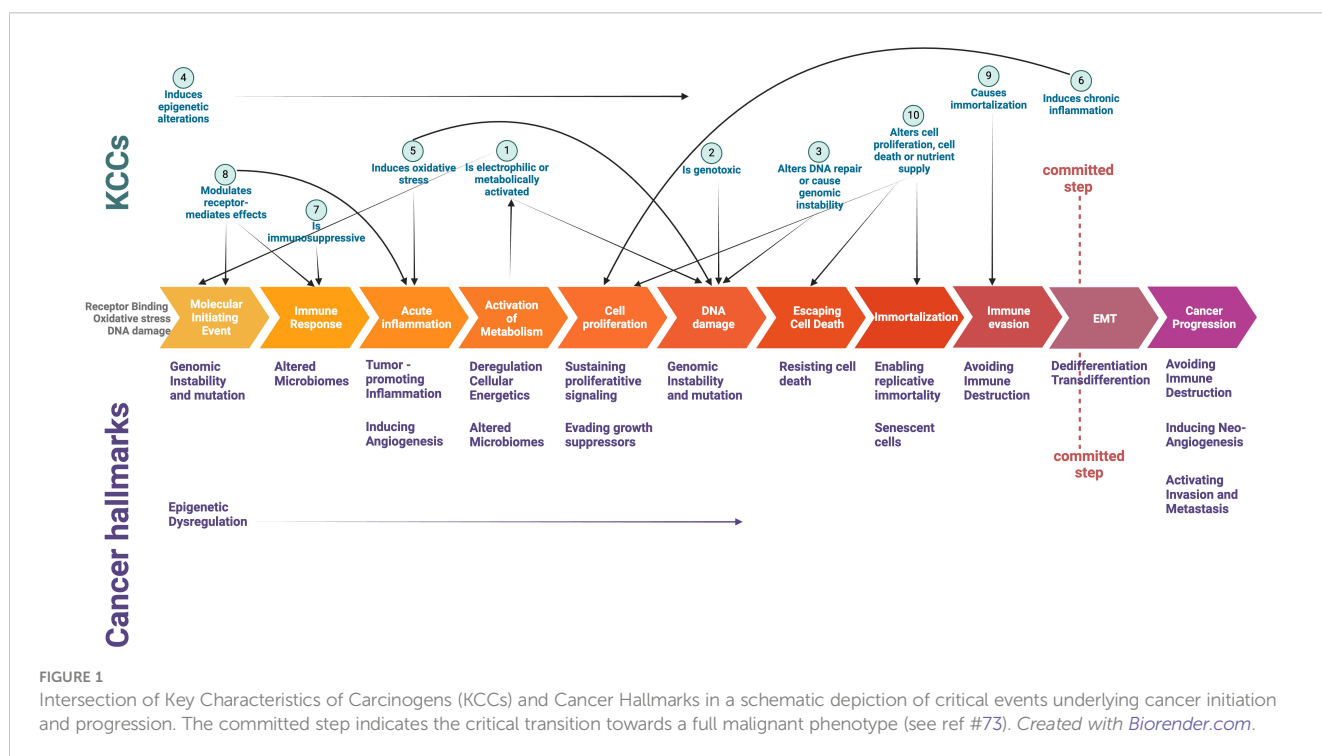 KCCs
4
Induces
epigenetic
alterations
8
Modulates
receptor-
mediates effects
7
Is
immunosuppressive
5
Induces oxidative
stress
1
Is electrophilic or
metabolically
activated
2
Is genotoxic
3
Alters DNA repair
or cause
genomic
instability
10
Alters cell
proliferation, cell
death or nutrient
supply
9
Causes
immortalization
6
Induces chronic
inflammation
committed
step
Receptor Binding
Oxidative stress
DNA damage
Molecular
Initiating
Event
Immune
Response
Acute
Inflammation
Activation
of
Metabolism
Cell
proliferation
DNA
damage
Escaping
Cell Death
Immortalization
Immune
evasion
EMT
Cancer
Progression
Cancer hallmarks
Genomic
Instability
and mutation
Altered
Microbiomes
Tumor -
promoting
Inflammation
Inducing
Angiogenesis
Deregulation
Cellular
Energetics
Altered
Microbiomes
Sustaining
proliferatitive
signaling
Evading growth
suppressors
Genomic
Instability
and mutation
Resisting cell
death
Enabling
replicative
immortality
Senescent
cells
Avoiding
Immune
Destruction
Dedifferentiation
Transdifferention
committed
step
Avoiding
Immune
Destruction
Inducing Neo-
Angiogenesis
Activating
Invasion and
Metastasis
Epigenetic
Dysregulation
FIGURE 1
Intersection of Key Characteristics of Carcinogens (KCCs) and Cancer Hallmarks in a schematic depiction of critical events underlying cancer initiation
and progression. The committed step indicates the critical transition towards a full malignant phenotype (see ref #73). Created with Biorender.com.